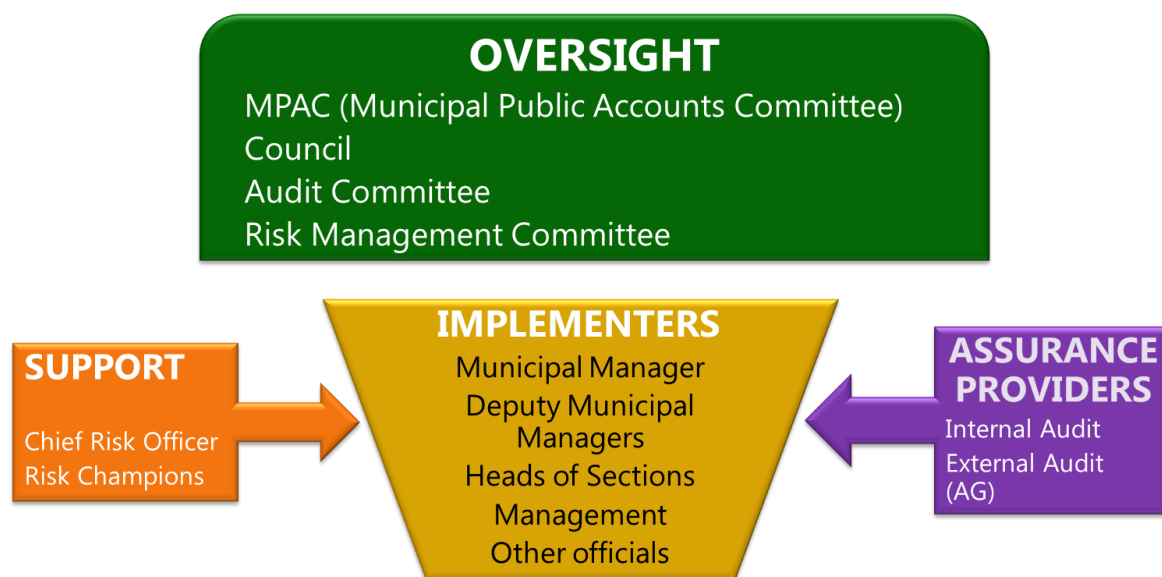 OVERSIGHT
MPAC (Municipal Public Accounts Committee)
Council
Audit Committee
Risk Management Committee
SUPPORT
Chief Risk Officer
Risk Champions
IMPLEMENTERS
Municipal Manager
Deputy Municipal
Managers
Heads of Sections
Management
Other officials
ASSURANCE
PROVIDERS
Internal Audit
External Audit
(AG)